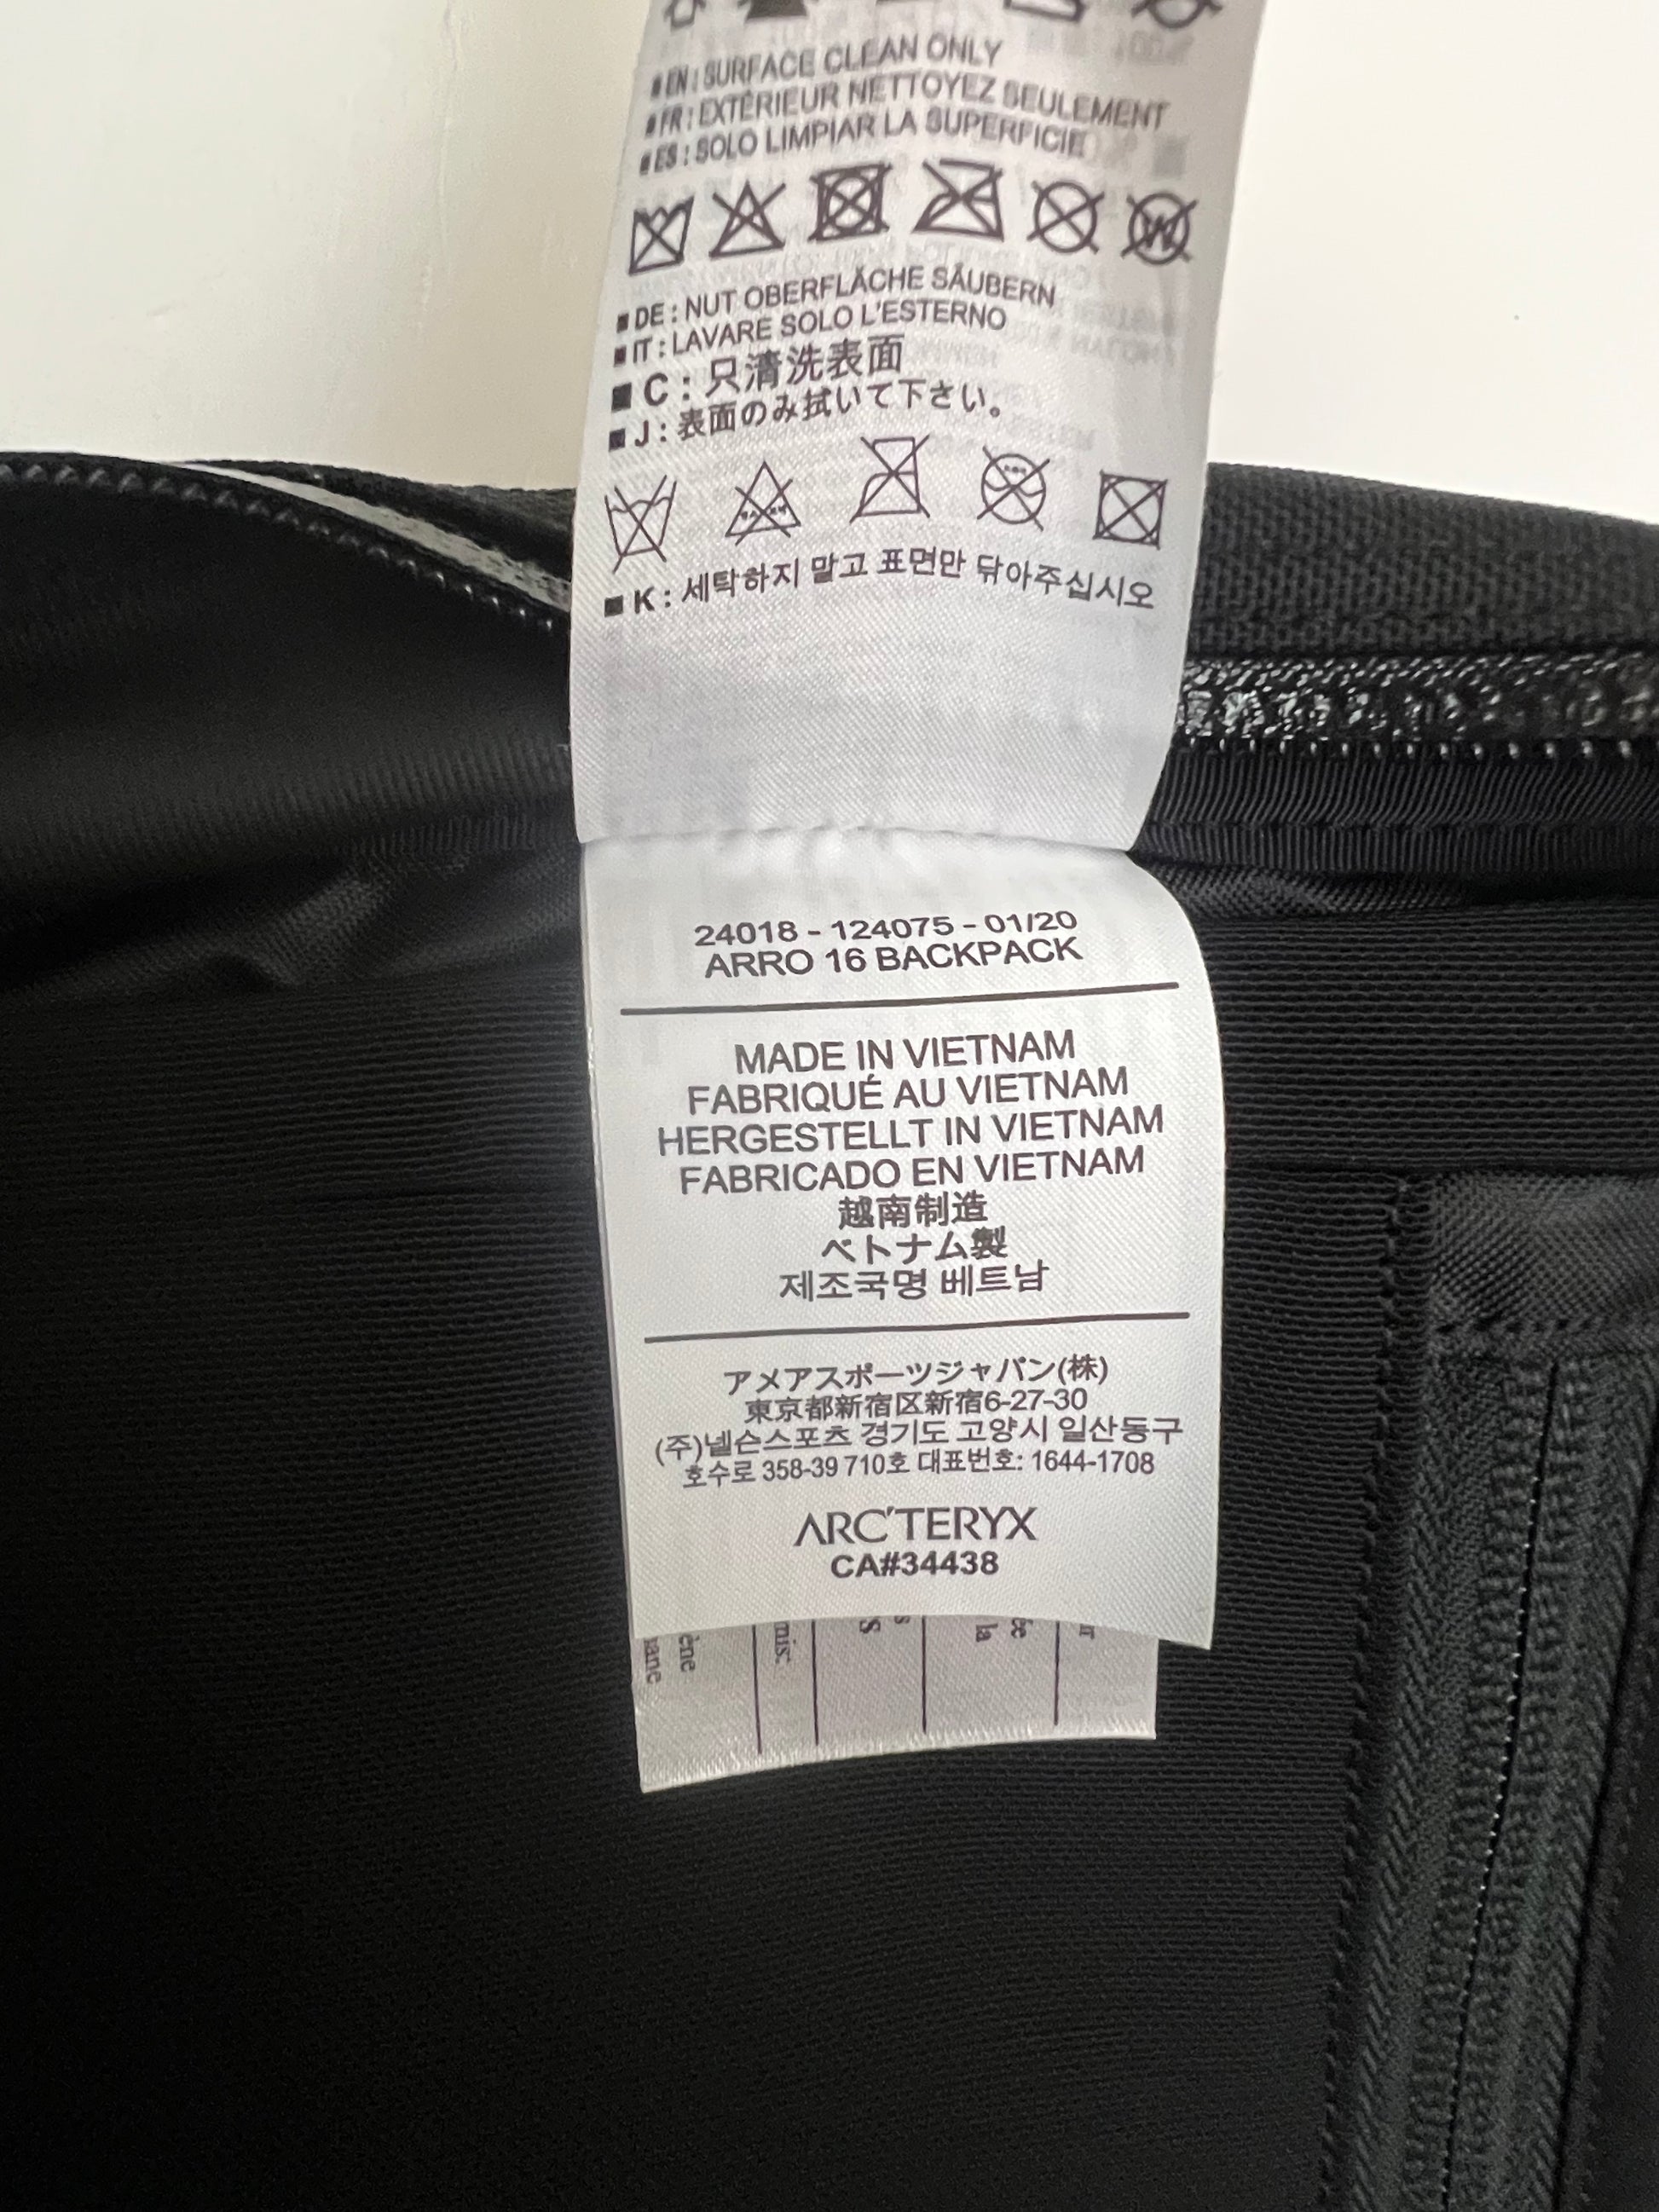 ■ EN : SURFACE CLEAN ONLY
■ FR : EXTÉRIEUR NETTOYEZ SEULEMENT
■ ES : SOLO LIMPIAR LA SUPERFICIE
W
■ DE : NUT OBERFLÄCHE SÄUBERN
■ IT : LAVARE SOLO L'ESTERNO
■ C : 只清洗表面
■ J : 表面のみ拭いて下さい。
■ K : 세탁하지 말고 표면만 닦아주십시오
24018 - 124075 - 01/20
ARRO 16 BACKPACK
MADE IN VIETNAM
FABRIQUÉ AU VIETNAM
HERGESTELLT IN VIETNAM
FABRICADO EN VIETNAM
越南制造
ベトナム製
제조국명 베트남
アメアスポーツジャパン(株)
東京都新宿区新宿6-27-30
(주)넬슨스포츠 경기도 고양시 일산동구
호수로 358-39 710호 대표번호: 1644-1708
ARC'TERYX
CA#34438